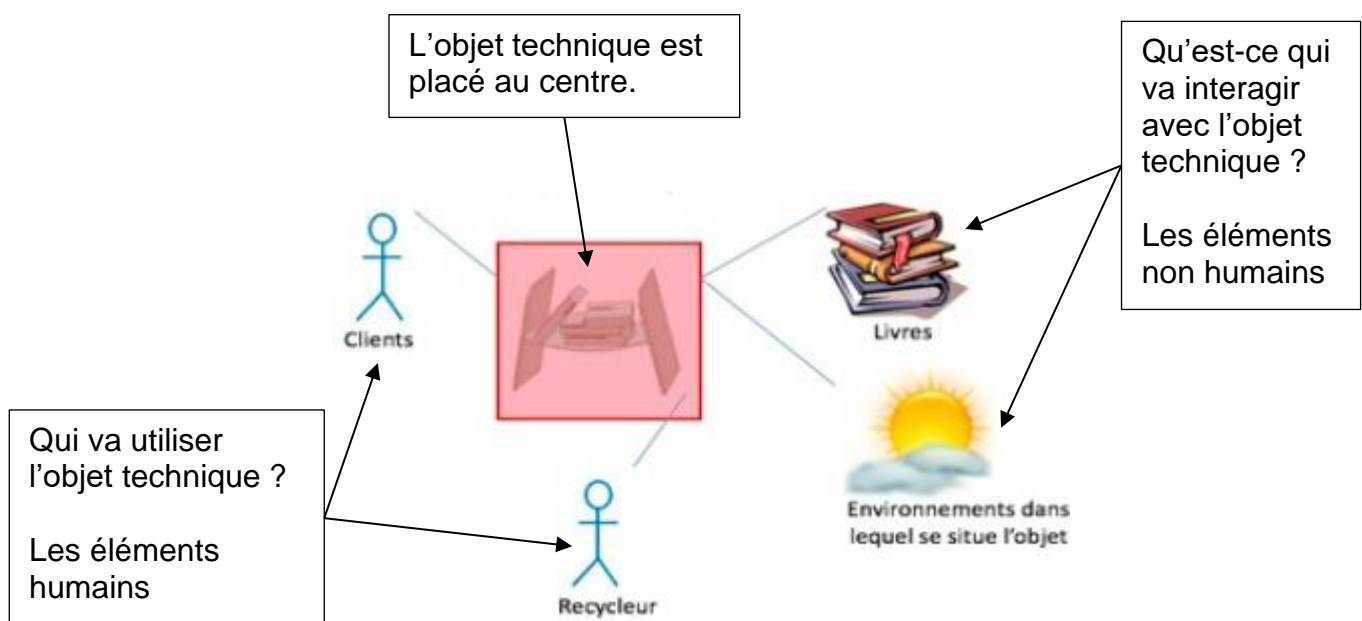 L’objet technique est
placé au centre.
Qu’est-ce qui
va interagir
avec l’objet
technique ?
Les éléments
non humains
Clients
Livres
Qui va utiliser
l’objet technique ?
Les éléments
humains
Environnements dans
lequel se situe l’objet
Recycleur